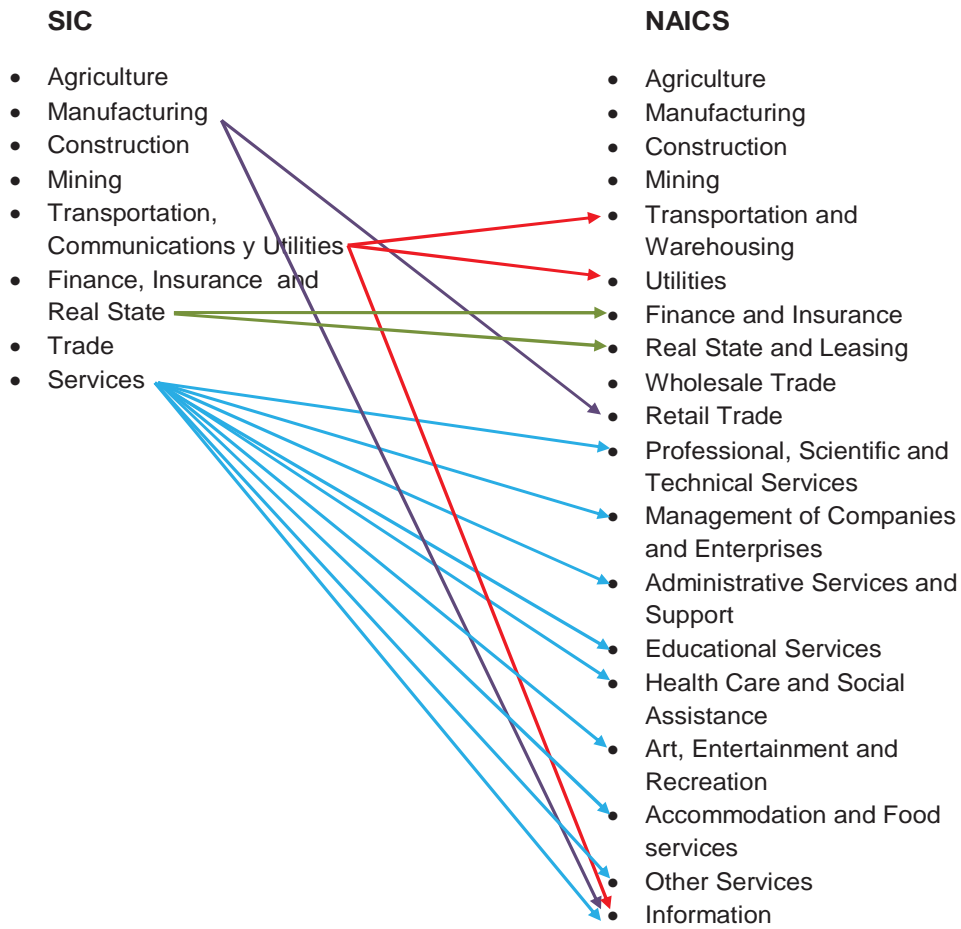 SIC
Agriculture
Manufacturing
Construction
Mining
Transportation,
Communications y Utilities
Finance, Insurance and
Real State
Trade
Services
NAICS
Agriculture
Manufacturing
Construction
Mining
Transportation and
Warehousing
Utilities
Finance and Insurance
Real State and Leasing
Wholesale Trade
Retail Trade
Professional, Scientific and
Technical Services
Management of Companies
and Enterprises
Administrative Services and
Support
Educational Services
Health Care and Social
Assistance
Art, Entertainment and
Recreation
Accommodation and Food
services
Other Services
Information